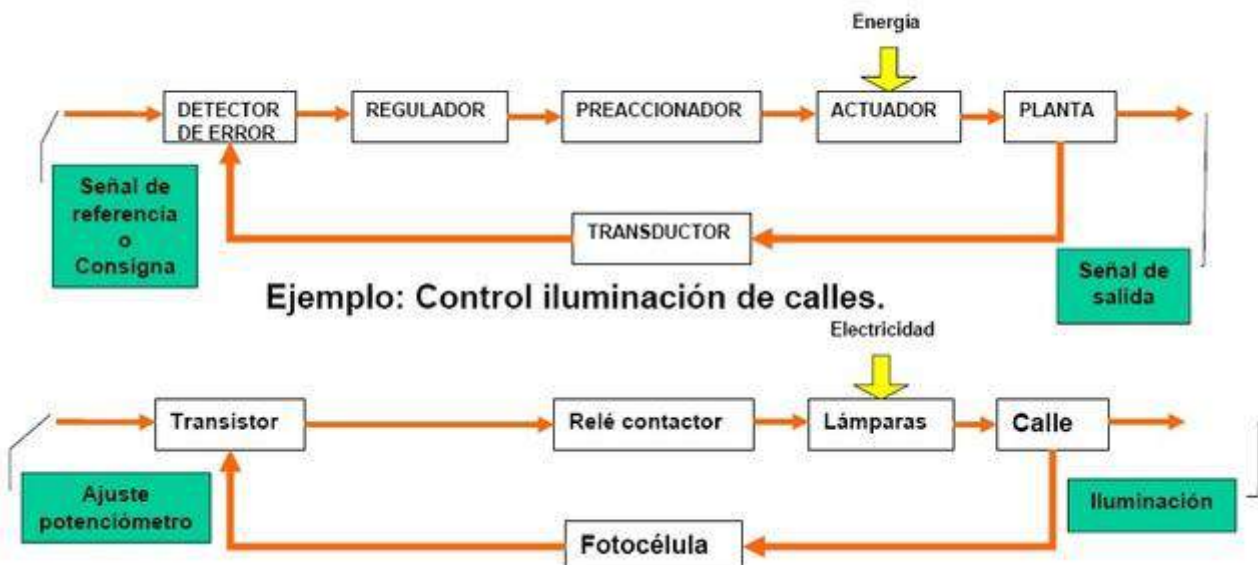 Energía
DETECTOR
DE ERROR
REGULADOR
PREACCIONADOR
ACTUADOR
PLANTA
Señal de
referencia
o
Consigna
TRANSDUCTOR
Señal de
salida
Ejemplo: Control iluminación de calles.
Electricidad
Transistor
Relé contactor
Lámparas
Calle
Ajuste
potenciómetro
Iluminación
Fotocélula